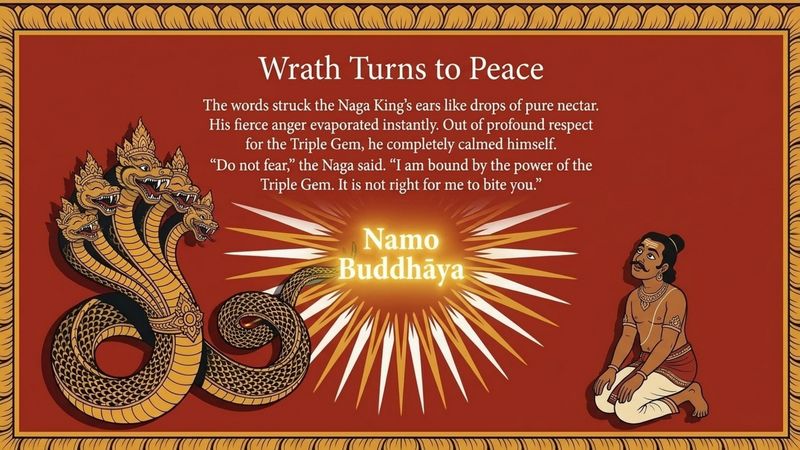 Wrath Turns to Peace
The words struck the Naga King’s ears like drops of pure nectar.
His fierce anger evaporated instantly. Out of profound respect
for the Triple Gem, he completely calmed himself.
“Do not fear,” the Naga said. “I am bound by the power of the
Triple Gem. It is not right for me to bite you.”
Namo
Buddhāya